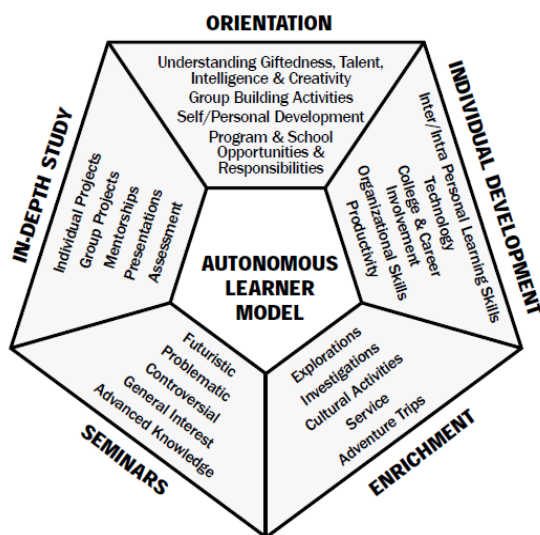 ORIENTATION
Understanding Giftedness, Talent,
Intelligence & Creativity
Group Building Activities
Self/Personal Development
Program & School
Opportunities &
Responsibilities
INDIVIDUAL DEVELOPMENT
Inter/Intra Personal Learning Skills
Technology
College & Career
Involvement
Organizational Skills
Productivity
ENRICHMENT
Explorations
Investigations
Cultural Activities
Service
Adventure Trips
SEMINARS
Futuristic
Problematic
Controversial
General Interest
Advanced Knowledge
IN-DEPTH STUDY
Individual Projects
Group Projects
Mentorships
Presentations
Assessment
AUTONOMOUS
LEARNER
MODEL